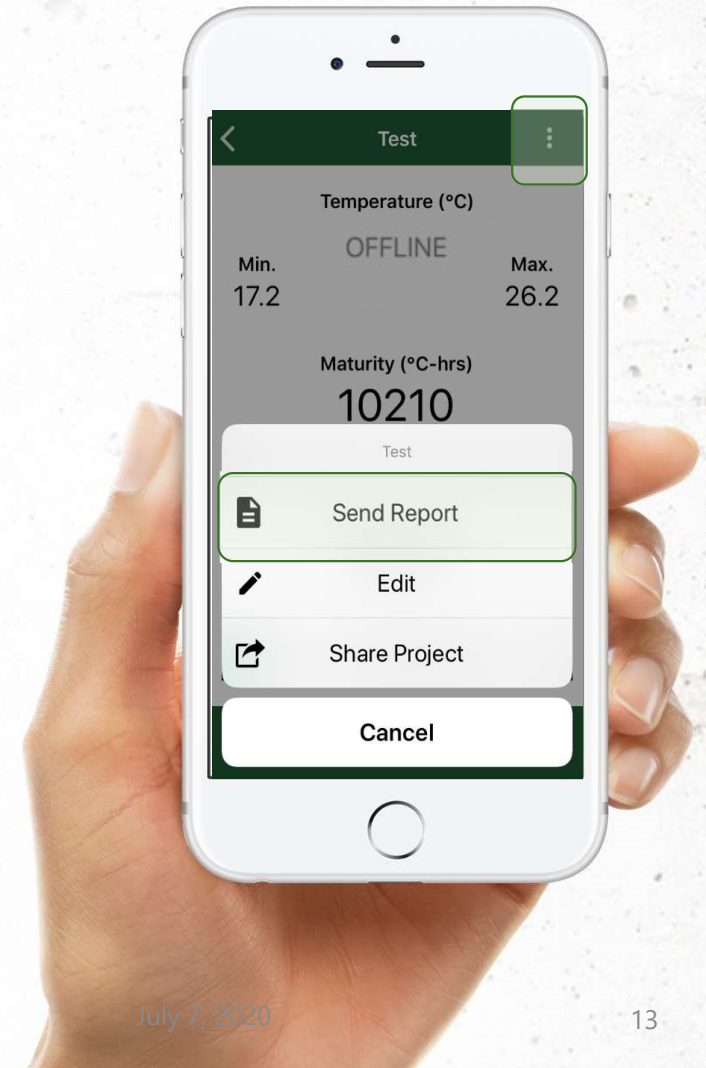 Test
Temperature (°C)
OFFLINE
Min.
Max.
17.2
26.2
Maturity (°C-hrs)
10210
Test
Send Report
Edit
Share Project
Cancel
July 7, 2020
13